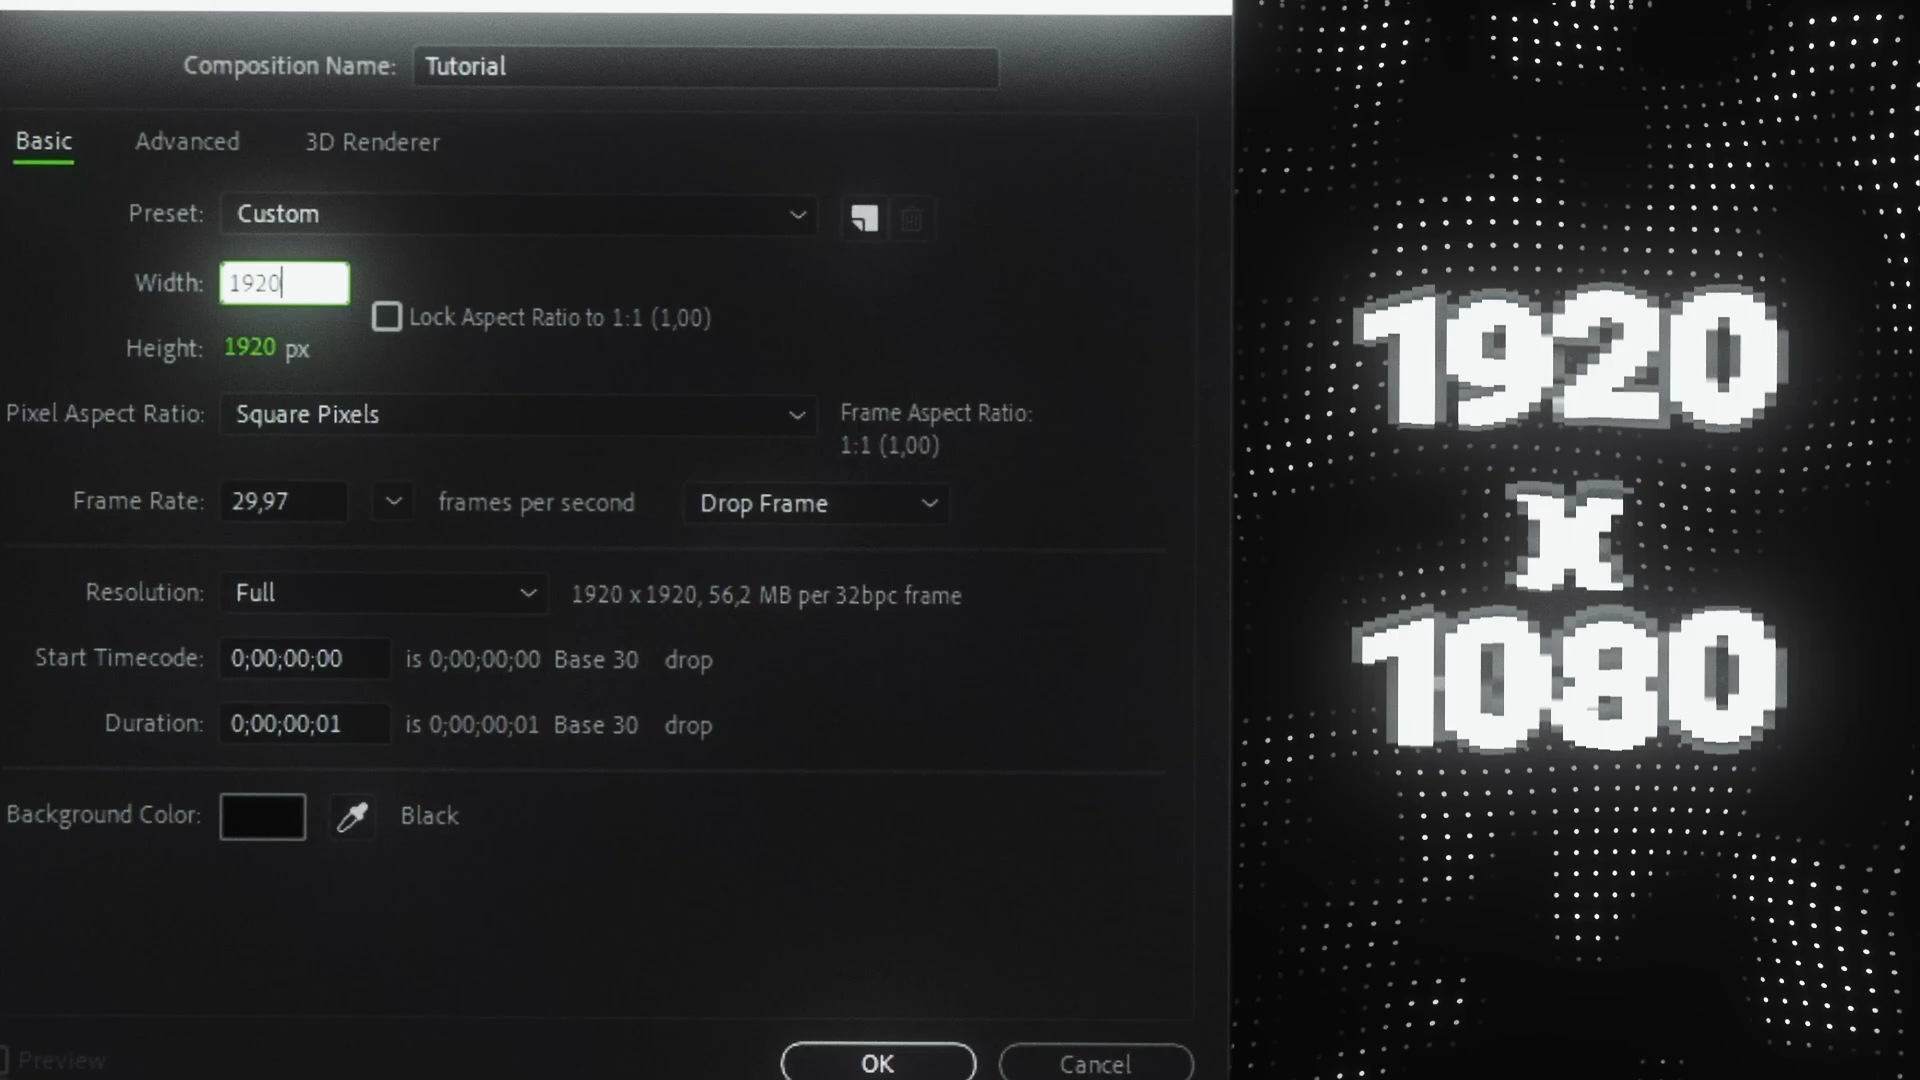 Composition Name: Tutorial
Basic Advanced 3D Renderer
Preset: Custom
Width: 1920
Lock Aspect Ratio to 1:1 (1,00)
Height: 1920 px
Pixel Aspect Ratio: Square Pixels
Frame Aspect Ratio:
1:1 (1,00)
Frame Rate: 29,97 frames per second Drop Frame
Resolution: Full 1920 x 1920, 56,2 MB per 32bpc frame
Start Timecode: 0;00;00;00 is 0;00;00;00 Base 30 drop
Duration: 0;00;00;01 is 0;00;00;01 Base 30 drop
Background Color: Black
Preview OK Cancel
1920
x
1080